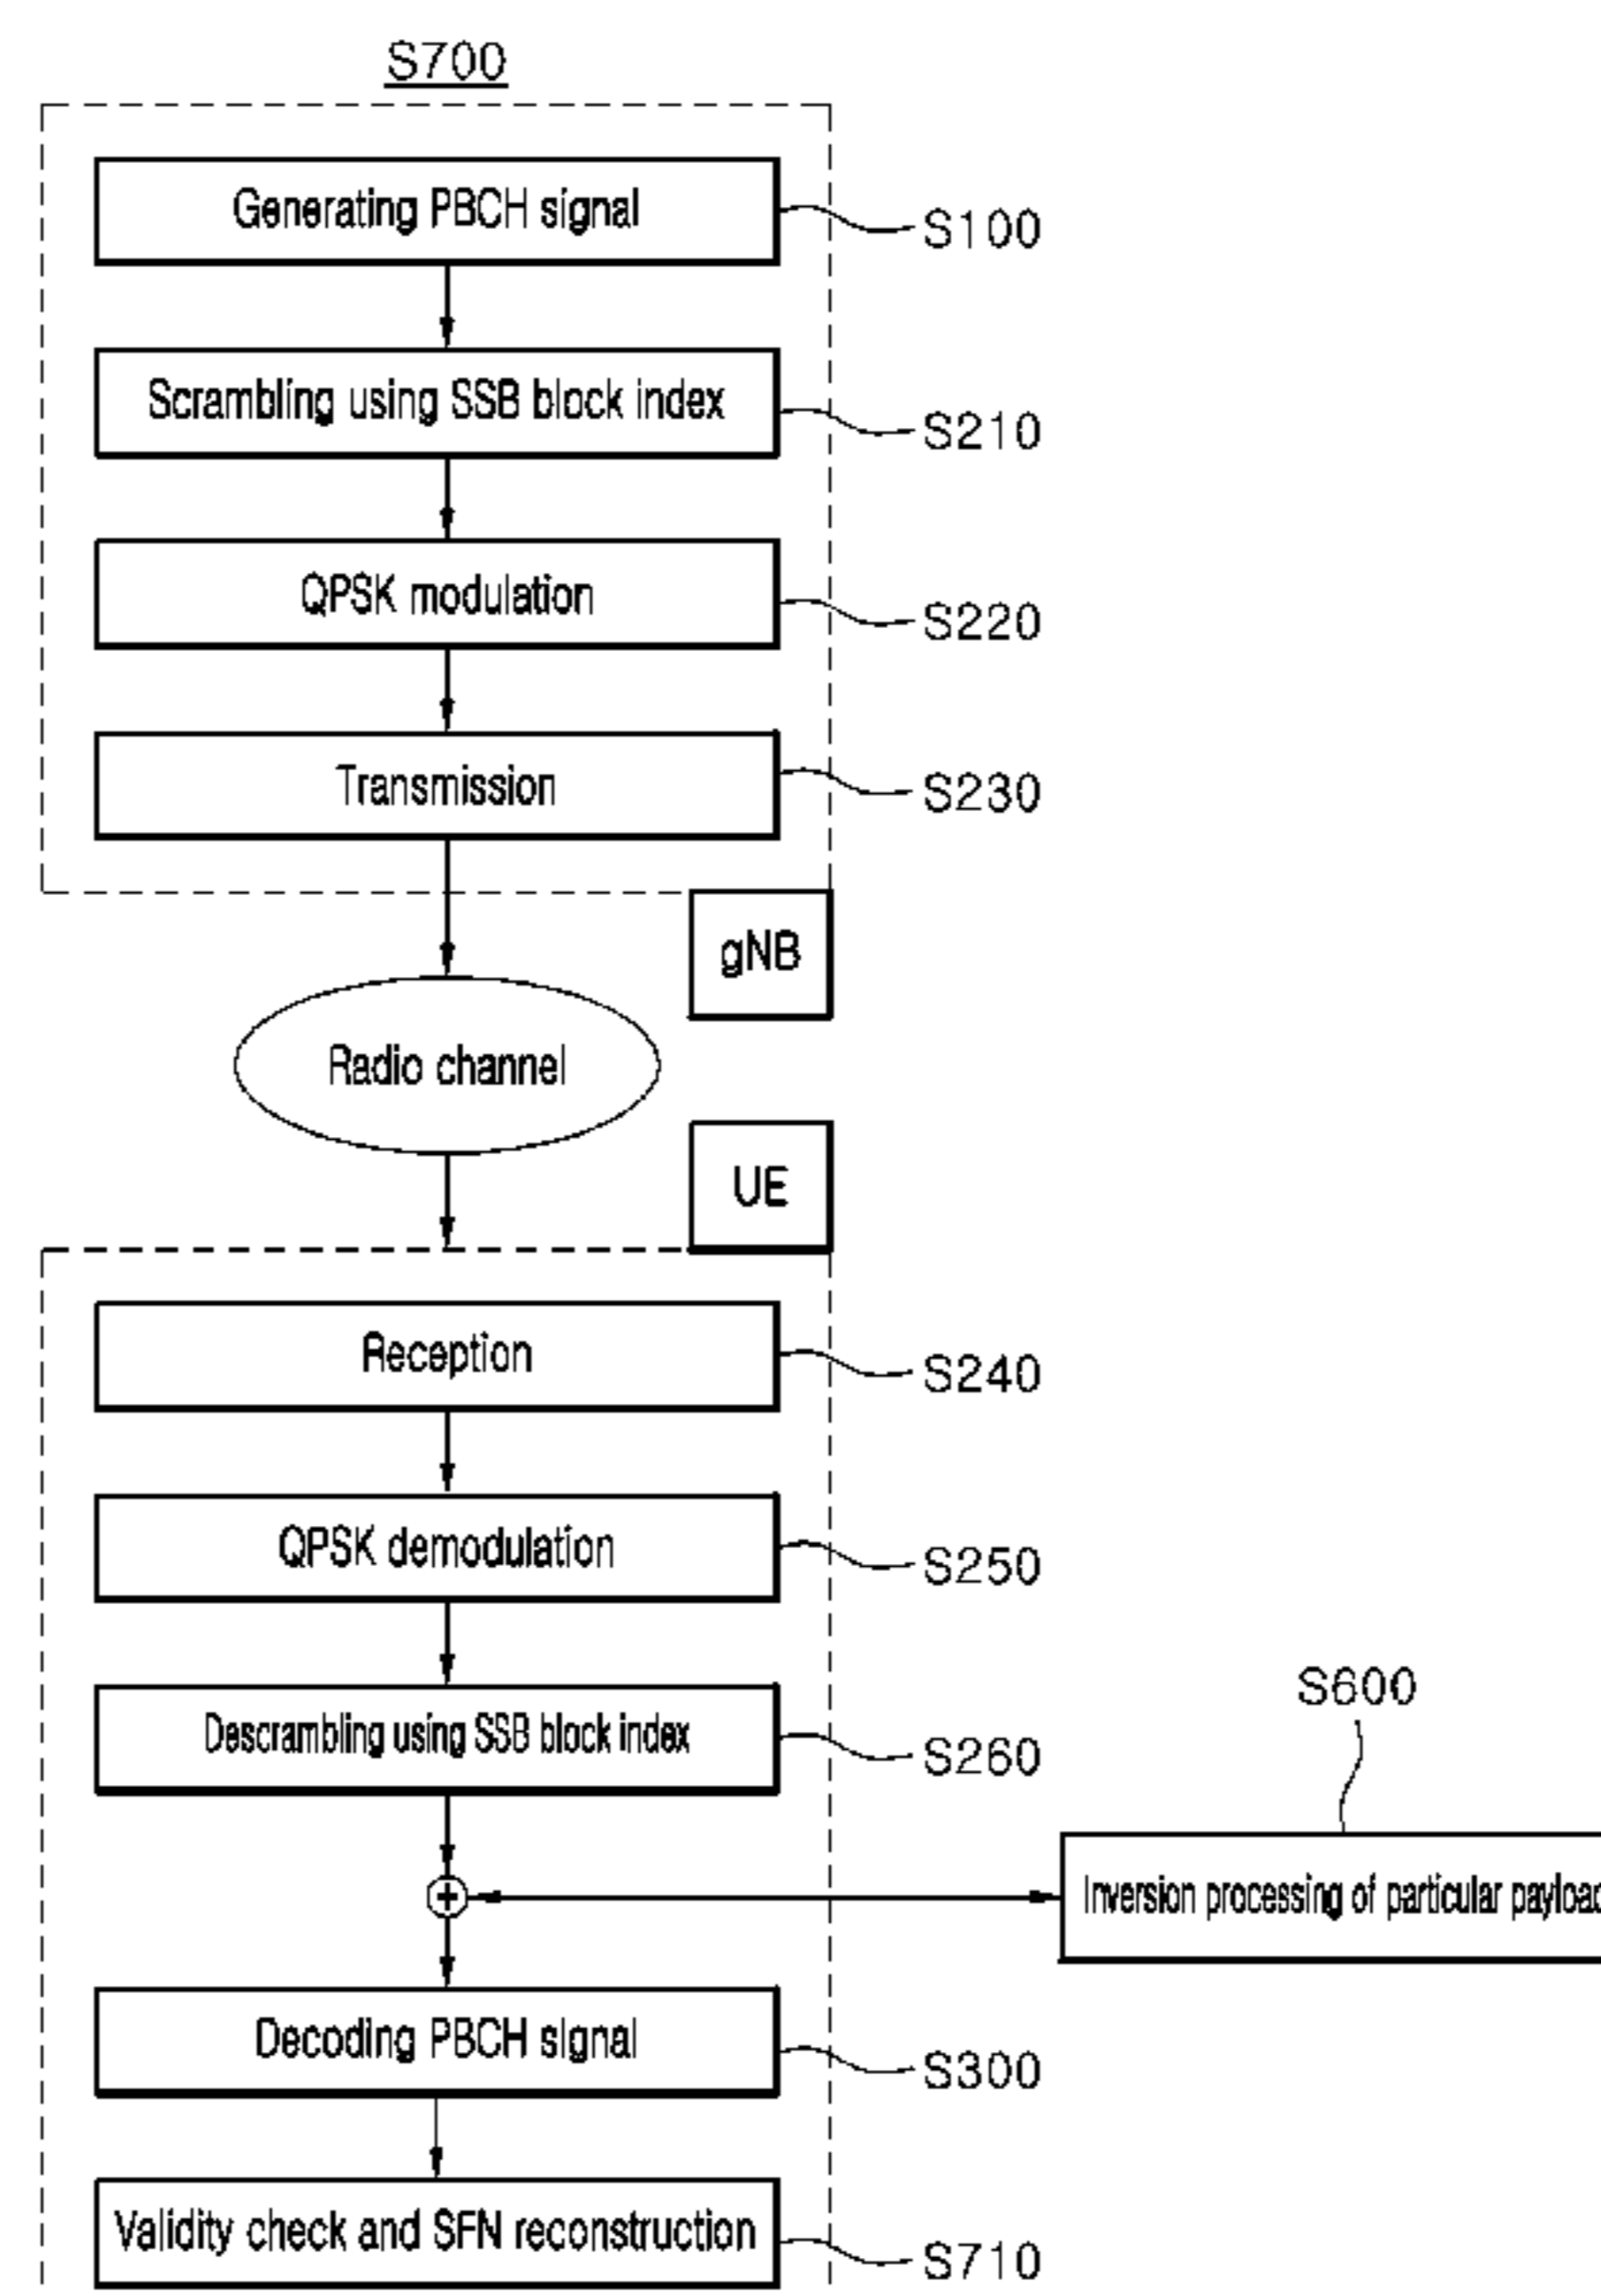 S700
Generating PBCH signal
S100
Scrambling using SSB block index
S210
QPSK modulation
S220
Transmission
S230
gNB
Radio channel
UE
Reception
S240
QPSK demodulation
S250
Descrambling using SSB block index
S260
S600
Inversion processing of particular payload
Decoding PBCH signal
S300
Validity check and SFN reconstruction
S710